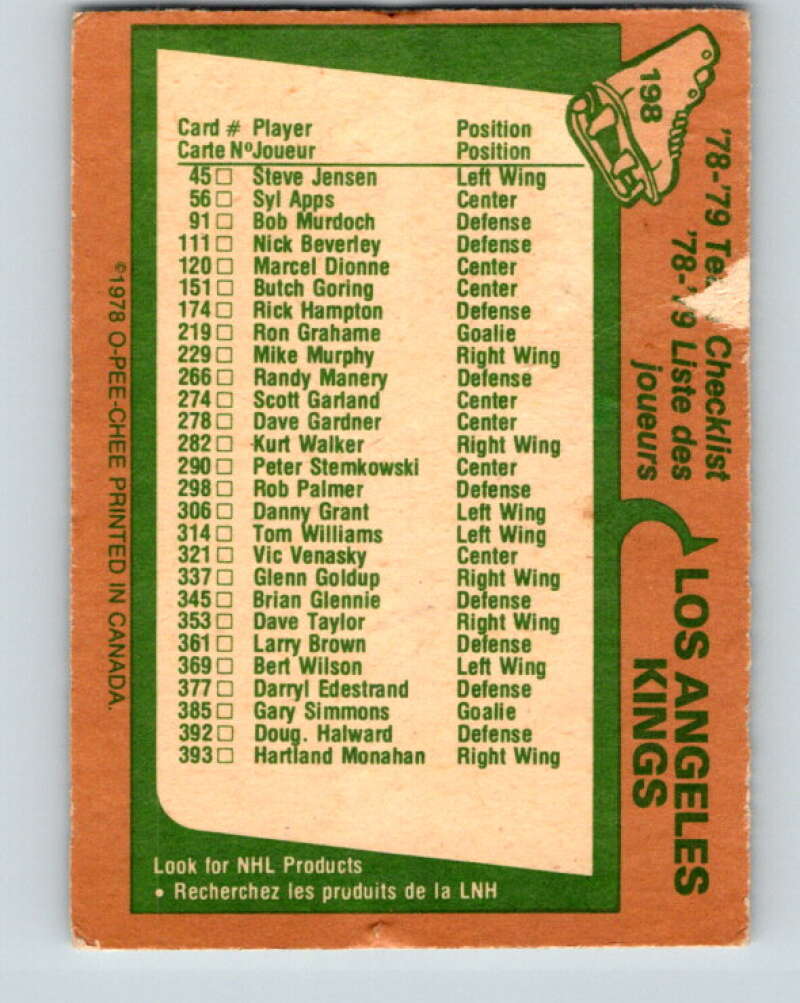 198
'78-'79 Checklist
'78-'79 Liste des
joueurs
LOS ANGELES
KINGS
Card # Player Position
Carte Nº Joueur Position
45 Steve Jensen Left Wing
56 Syl Apps Center
91 Bob Murdoch Defense
111 Nick Beverley Defense
120 Marcel Dionne Center
151 Butch Goring Center
174 Rick Hampton Defense
219 Ron Grahame Goalie
229 Mike Murphy Right Wing
266 Randy Manery Defense
274 Scott Garland Center
278 Dave Gardner Center
282 Kurt Walker Right Wing
290 Peter Stemkowski Center
298 Rob Palmer Defense
306 Danny Grant Left Wing
314 Tom Williams Left Wing
321 Vic Venasky Center
337 Glenn Goldup Right Wing
345 Brian Glennie Defense
353 Dave Taylor Right Wing
361 Larry Brown Defense
369 Bert Wilson Left Wing
377 Darryl Edestrand Defense
385 Gary Simmons Goalie
392 Doug. Halward Defense
393 Hartland Monahan Right Wing
Look for NHL Products
• Recherchez les produits de la LNH
©1978 O-PEE-CHEE PRINTED IN CANADA.